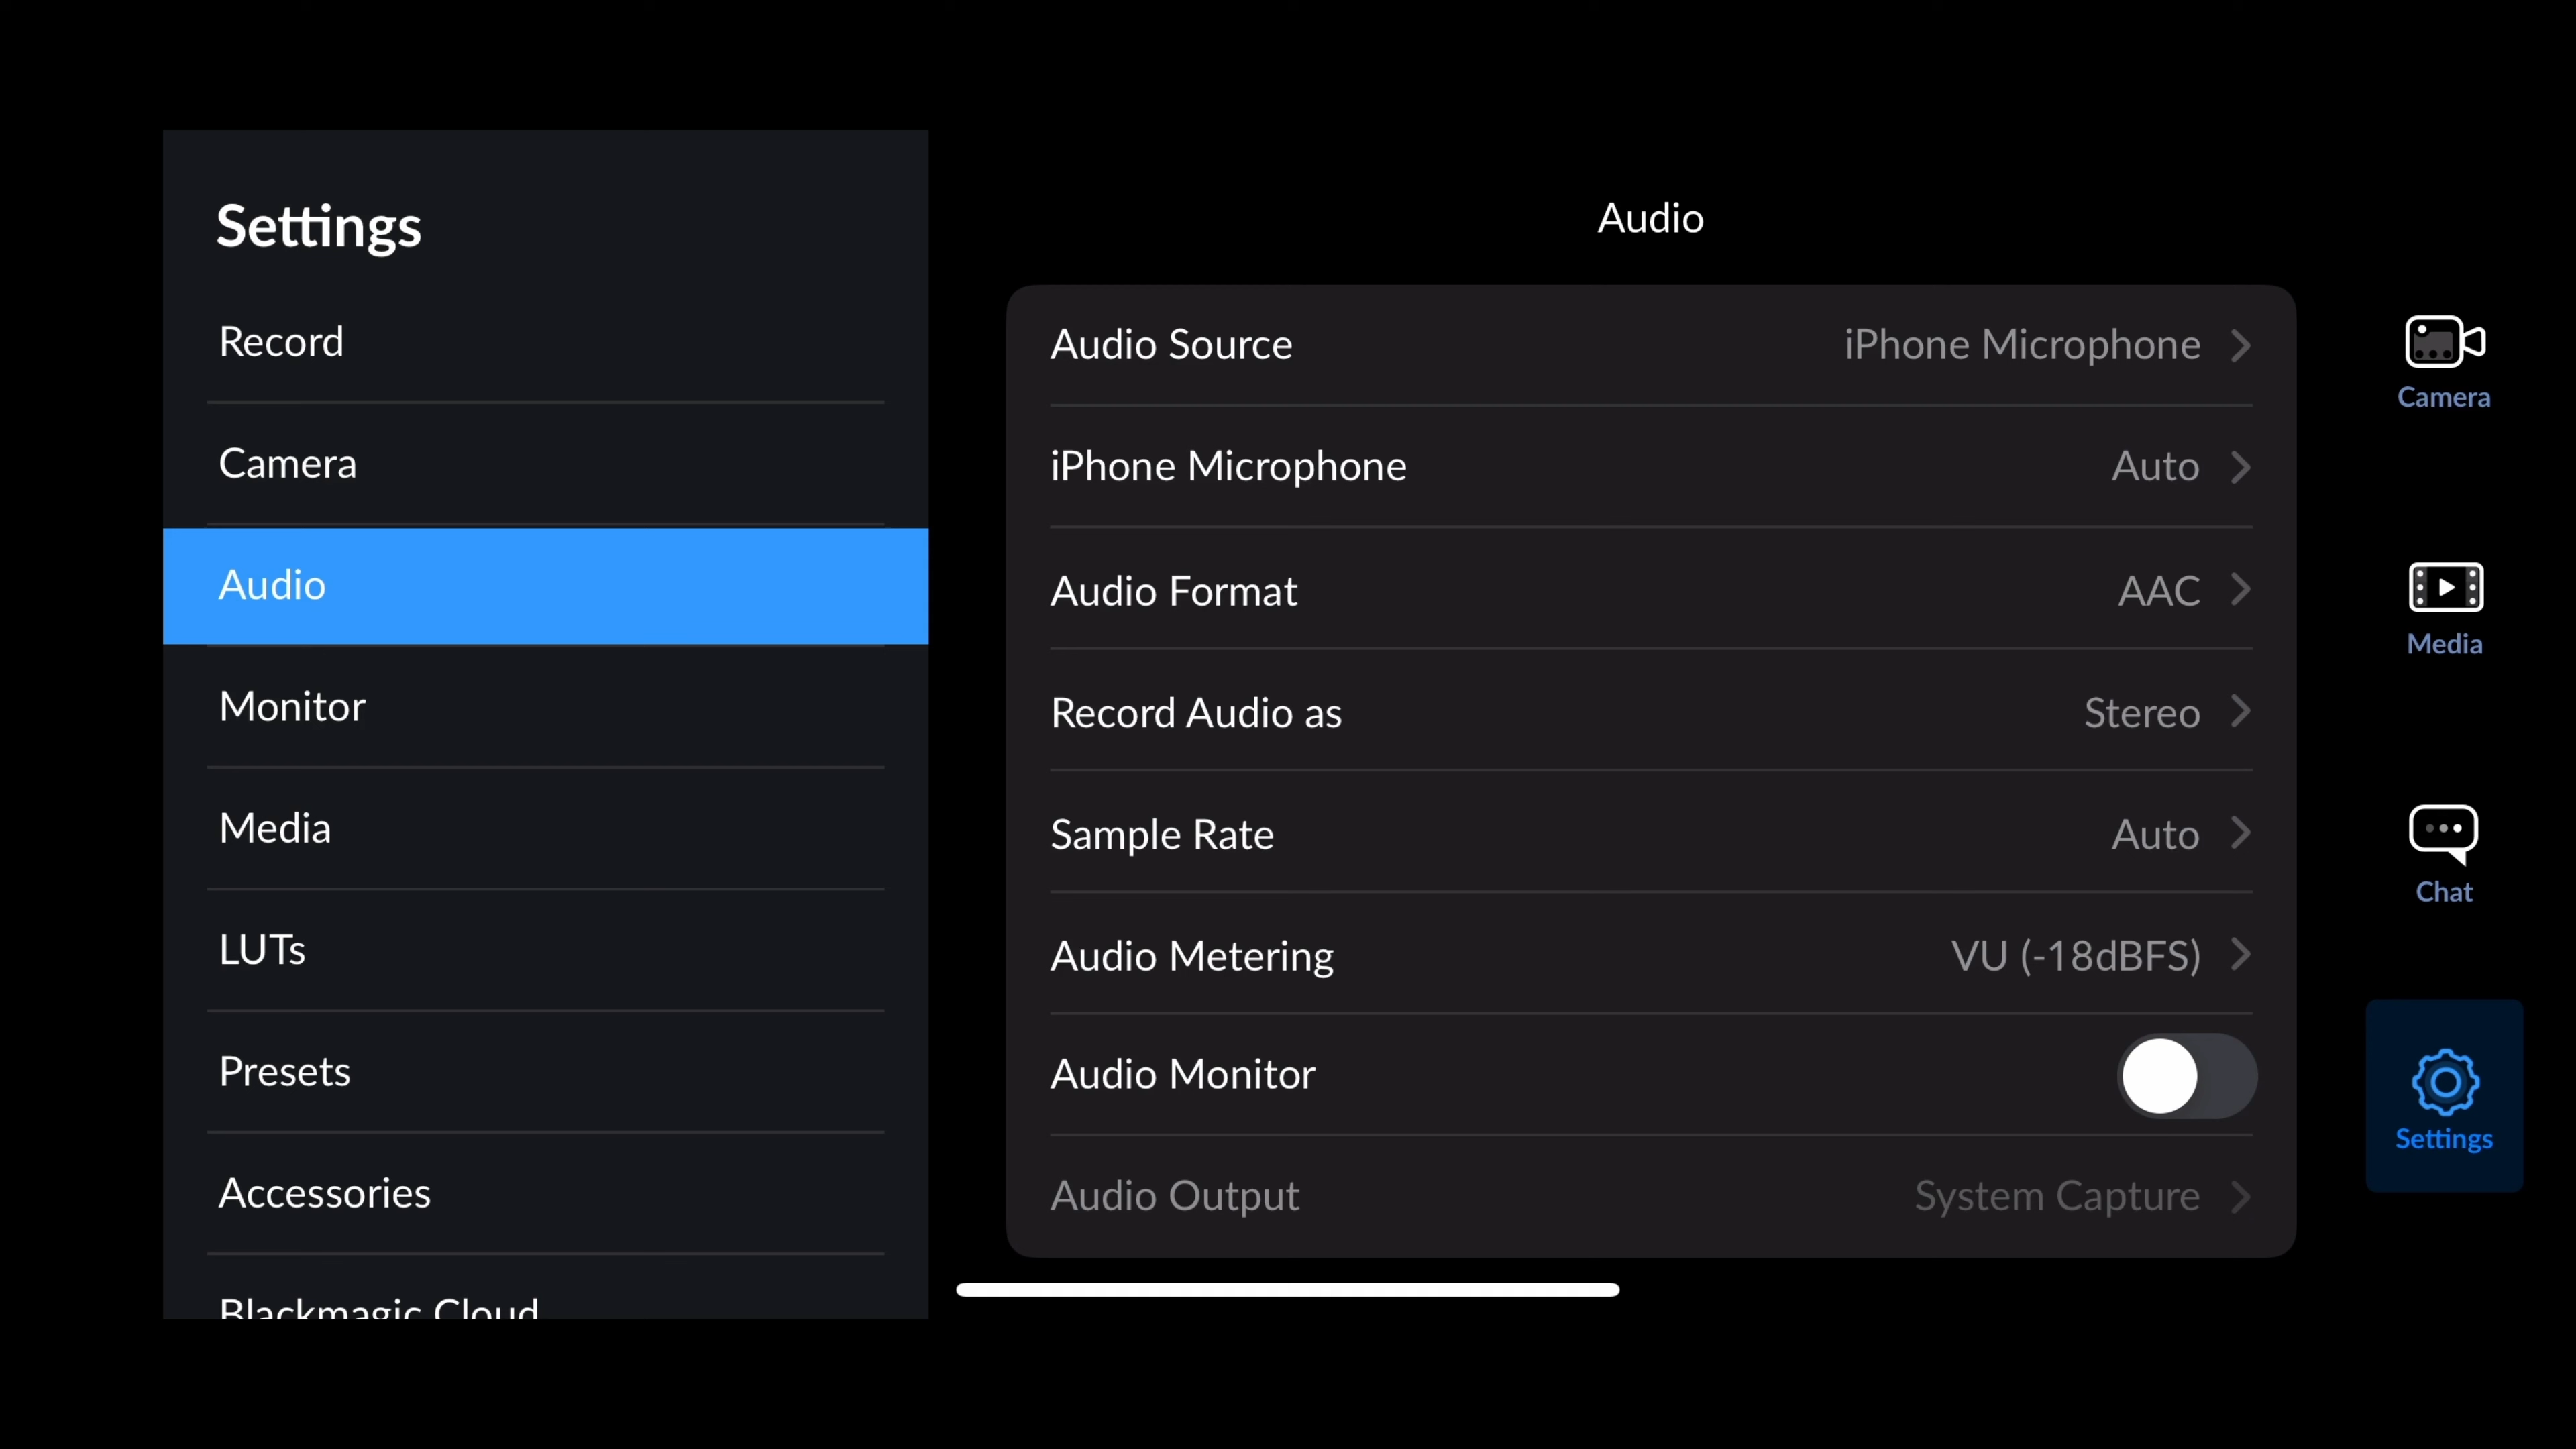 Settings
Record
Camera
Audio
Monitor
Media
LUTs
Presets
Accessories
Blackmagic Cloud
Audio
Audio Source iPhone Microphone
iPhone Microphone Auto
Audio Format AAC
Record Audio as Stereo
Sample Rate Auto
Audio Metering VU (-18dBFS)
Audio Monitor
Audio Output System Capture
Camera
Media
Chat
Settings